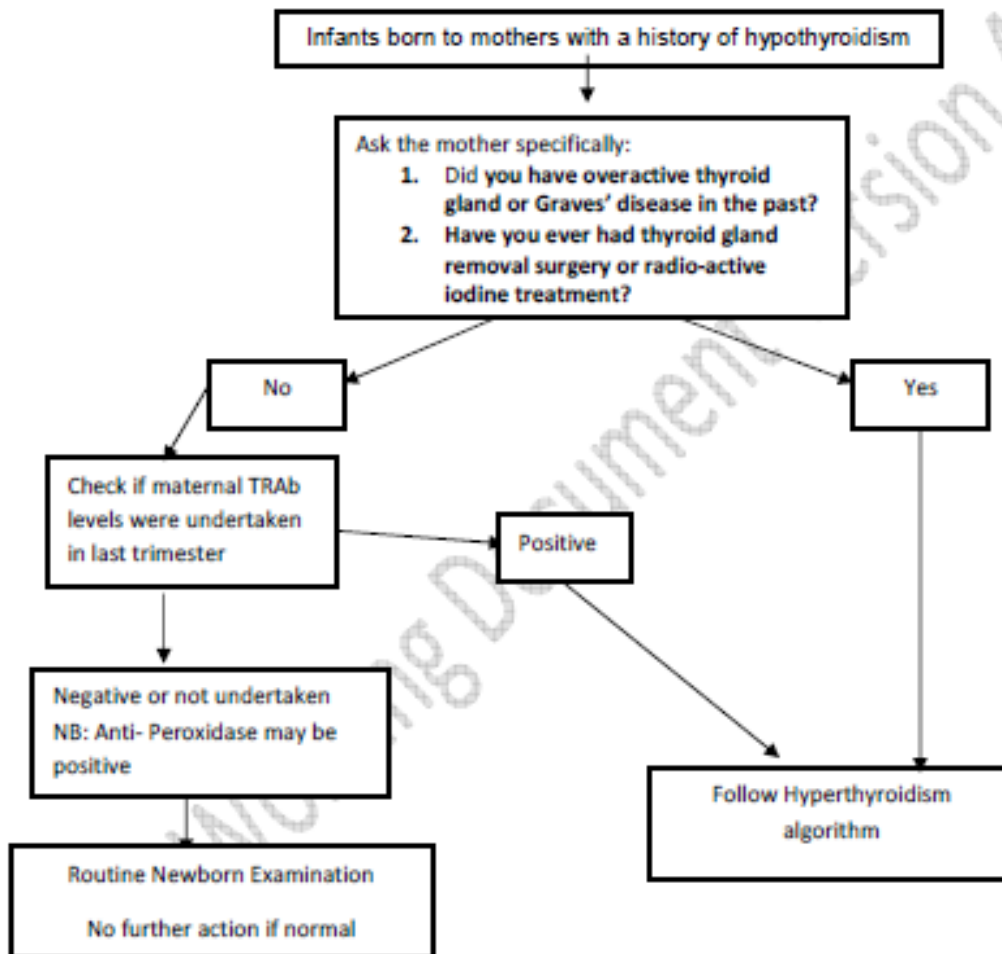 Infants born to mothers with a history of hypothyroidism
Ask the mother specifically:
1. Did you have overactive thyroid
gland or Graves' disease in the past?
2. Have you ever had thyroid gland
removal surgery or radio-active
iodine treatment?
No
Yes
Check if maternal TRAb
levels were undertaken
in last trimester
Positive
Negative or not undertaken
NB: Anti- Peroxidase may be
positive
Follow Hyperthyroidism
algorithm
Routine Newborn Examination
No further action if normal
Working Document